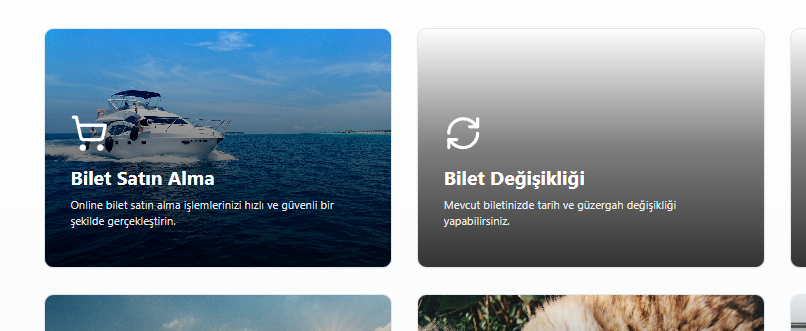 Bilet Satın Alma
Online bilet satın alma işlemlerinizi hızlı ve güvenli bir
şekilde gerçekleştirin.
Bilet Değişikliği
Mevcut biletinizde tarih ve güzergah değişikliği
yapabilirsiniz.